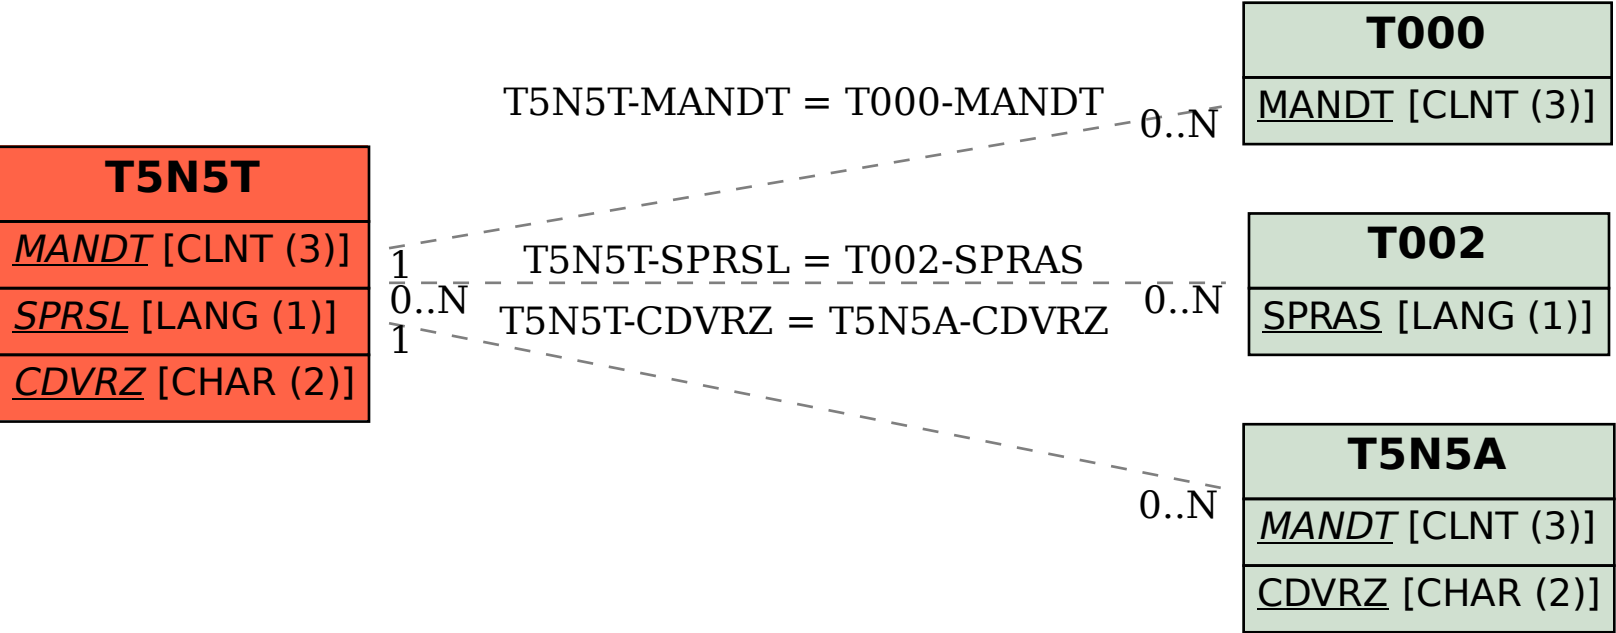 T5N5T
MANDT [CLNT (3)]
SPRSL [LANG (1)]
CDVRZ [CHAR (2)]
T5N5T-MANDT = T000-MANDT
1
0..N
T5N5T-SPRSL = T002-SPRAS
0..N
0..N
T5N5T-CDVRZ = T5N5A-CDVRZ
1
0..N
T000
MANDT [CLNT (3)]
T002
SPRAS [LANG (1)]
T5N5A
MANDT [CLNT (3)]
CDVRZ [CHAR (2)]